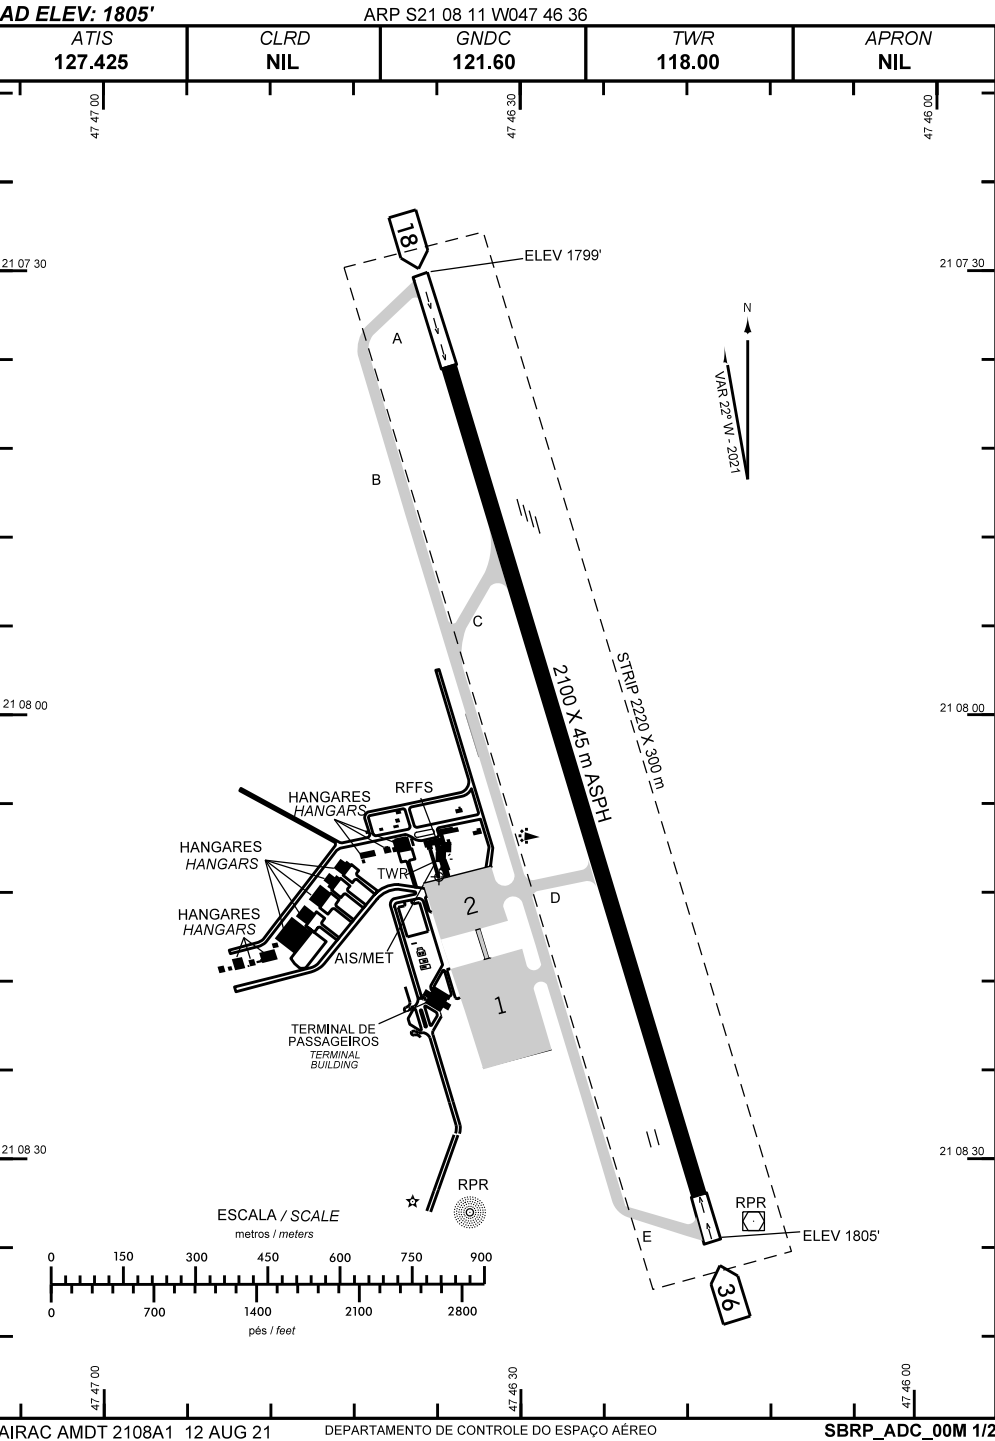 AD ELEV: 1805'
ARP S21 08 11 W047 46 36
ATIS
127.425
CLRD
NIL
GNDC
121.60
TWR
118.00
APRON
NIL
47 47 00
47 46 30
47 46 00
18
ELEV 1799'
21 07 30
21 07 30
A
N
VAR 22º W - 2021
B
C
2100 X 45 m ASPH
STRIP 2220 X 300 m
21 08 00
21 08 00
RFFS
HANGARES
HANGARS
HANGARES
HANGARS
TWR
HANGARES
HANGARS
2
D
AIS/MET
1
TERMINAL DE
PASSAGEIROS
TERMINAL
BUILDING
21 08 30
21 08 30
RPR
RPR
ESCALA / SCALE
metros / meters
E
ELEV 1805'
0 150 300 450 600 750 900
0 700 1400 2100 2800
pés / feet
36
47 47 00
47 46 30
47 46 00
AIRAC AMDT 2108A1 12 AUG 21
DEPARTAMENTO DE CONTROLE DO ESPAÇO AÉREO
SBRP_ADC_00M 1/2